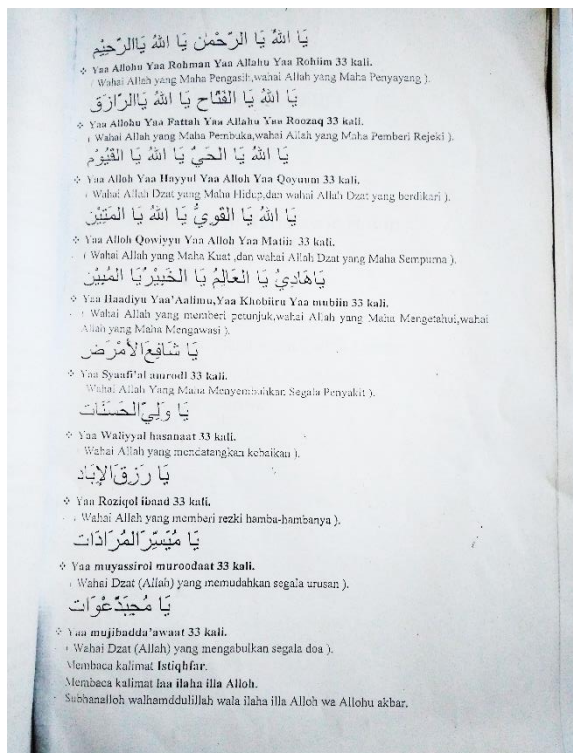 يَا اللهُ يَا الرَّحْمٰن يَا اللهُ يَاالرَّحِيْم
❖ Yaa Allohu Yaa Rohman Yaa Allahu Yaa Rohiim 33 kali.
( Wahai Allah yang Maha Pengasih,wahai Allah yang Maha Penyayang ).
يَا اللهُ يَا الفَتَّاح يَا اللهُ يَاالرَّازِق
❖ Yaa Allohu Yaa Fattah Yaa Allahu Yaa Roozaq 33 kali.
( Wahai Allah yang Maha Pembuka,wahai Allah yang Maha Pemberi Rejeki ).
يَا اللهُ يَا الحَيُّ يَا اللهُ يَا القَيُّوْم
❖ Yaa Alloh Yaa Hayyul Yaa Alloh Yaa Qoyuum 33 kali.
( Wahai Allah Dzat yang Maha Hidup,dan wahai Allah Dzat yang berdikari ).
يَا اللهُ يَا القَوِيُّ يَا اللهُ يَا المَتِيْن
❖ Yaa Alloh Qowiyyu Yaa Alloh Yaa Matiin 33 kali.
( Wahai Allah yang Maha Kuat ,dan wahai Allah Dzat yang Maha Sempurna ).
يَاهَادِيُ يَا العَالِمُ يَا الخَبِيْرُ يَا المُبِيْن
❖ Yaa Haadiyu Yaa'Aalimu,Yaa Khobiiru Yaa mubiin 33 kali.
( Wahai Allah yang memberi petunjuk,wahai Allah yang Maha Mengetahui,wahai
Allah yang Maha Mengawasi ).
يَا شَافِعَ الأَمْرَض
❖ Yaa Syaafi'al amrodl 33 kali.
Wahai Allah Yang Maha Menyembuhkan Segala Penyakit ).
يَا وَلِيَّ الحَسَنَات
❖ Yaa Waliyyal hasanaat 33 kali.
Wahai Allah yang mendatangkan kebaikan ).
يَا رَزِقَ الإِبَاد
❖ Yaa Roziqol ibaad 33 kali.
( Wahai Allah yang memberi rezki hamba-hambanya ).
يَا مُيَسِّرَ المُرَادَات
❖ Yaa muyassirol muroodaat 33 kali.
( Wahai Dzat (Allah) yang memudahkan segala urusan ).
يَا مُجِبَدَّعْوَات
❖ Yaa mujibadda'awaat 33 kali.
( Wahai Dzat (Allah) yang mengabulkan segala doa ).
Membaca kalimat Istiqhfar.
Membaca kalimat laa ilaha illa Alloh.
Subhanalloh walhamddulillah wala ilaha illa Alloh wa Allohu akbar.